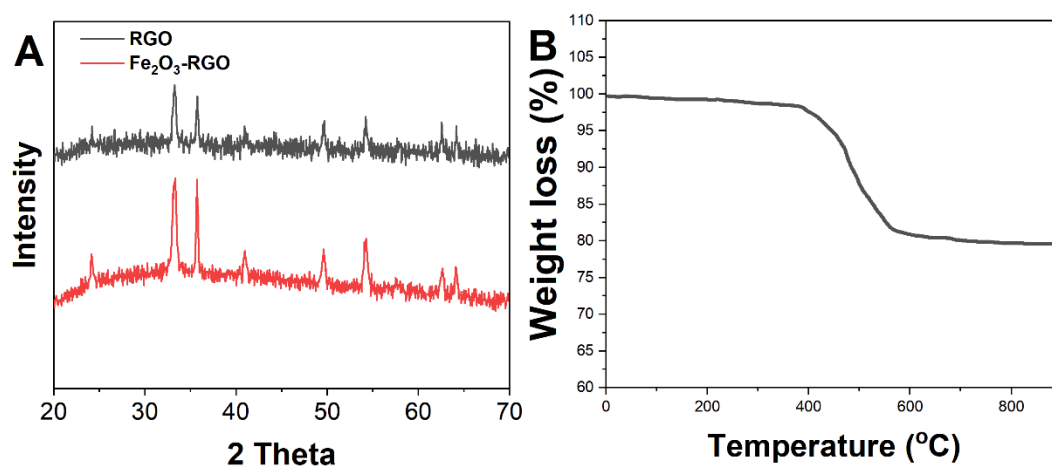 A
RGO
Fe₂O₃-RGO
Intensity
20 30 40 50 60 70
2 Theta
B
110
105
100
95
90
85
80
75
70
65
60
Weight loss (%)
0 200 400 600 800
Temperature (ᴼC)